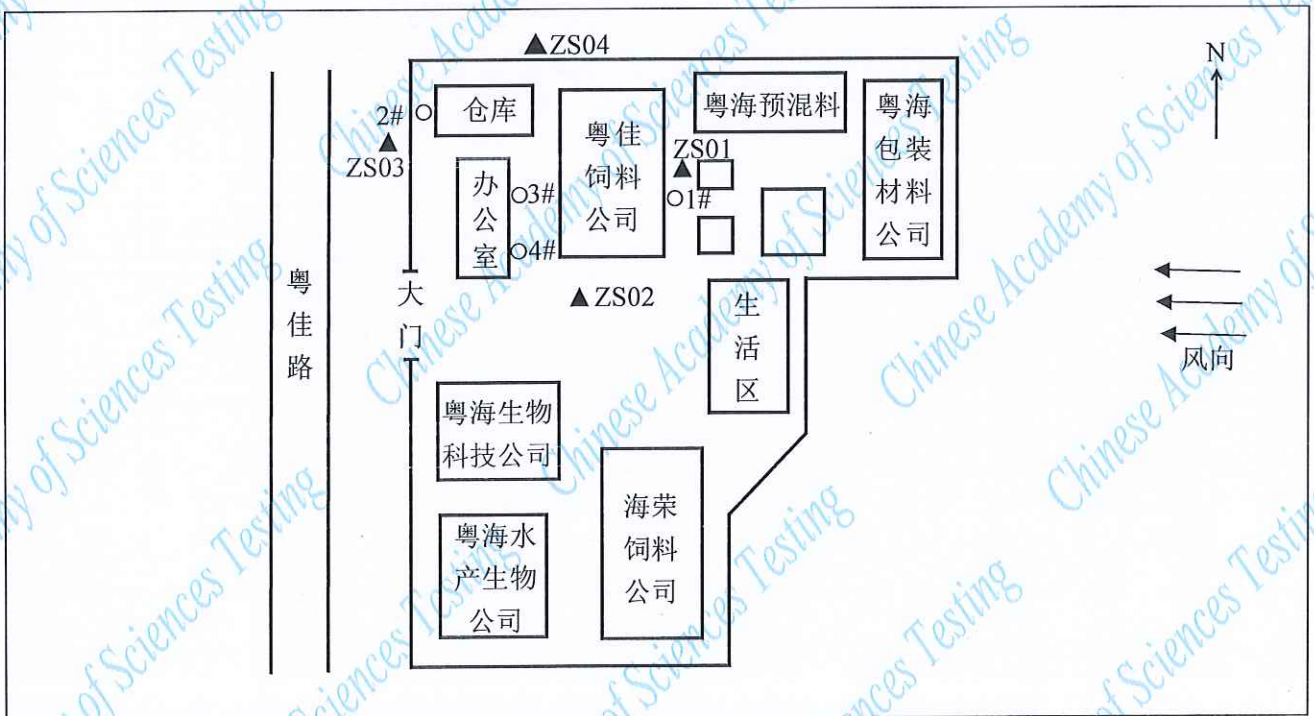 ▲ZS04
N
2#
仓库
粤海预混料
粤海包装材料公司
粤佳饲料公司
ZS01
▲
▲
ZS03
办公室
3#
1#
4#
粤佳路
大门
▲ZS02
生活区
风向
粤海生物
科技公司
海荣饲料公司
粤海水
产生物
公司
Chinese Academy of Sciences Testing